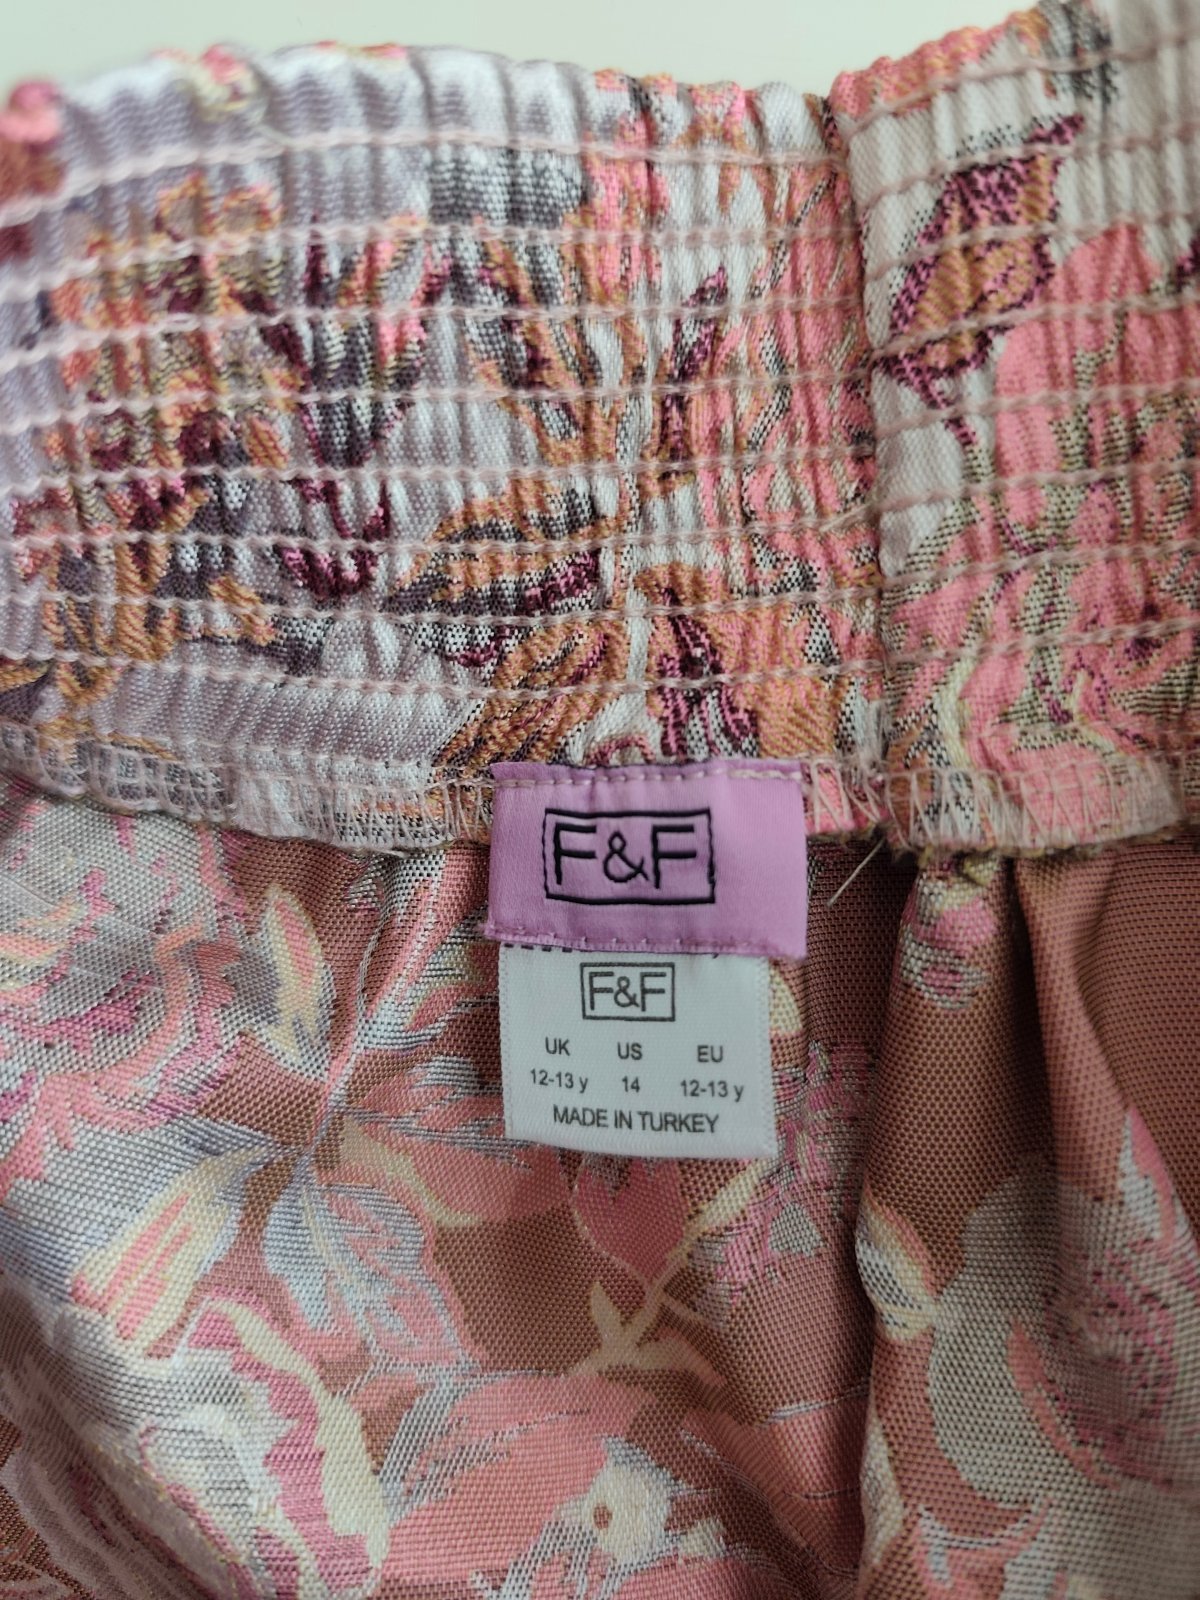 F&F
F&F
UK US EU
12-13 y 14 12-13 y
MADE IN TURKEY